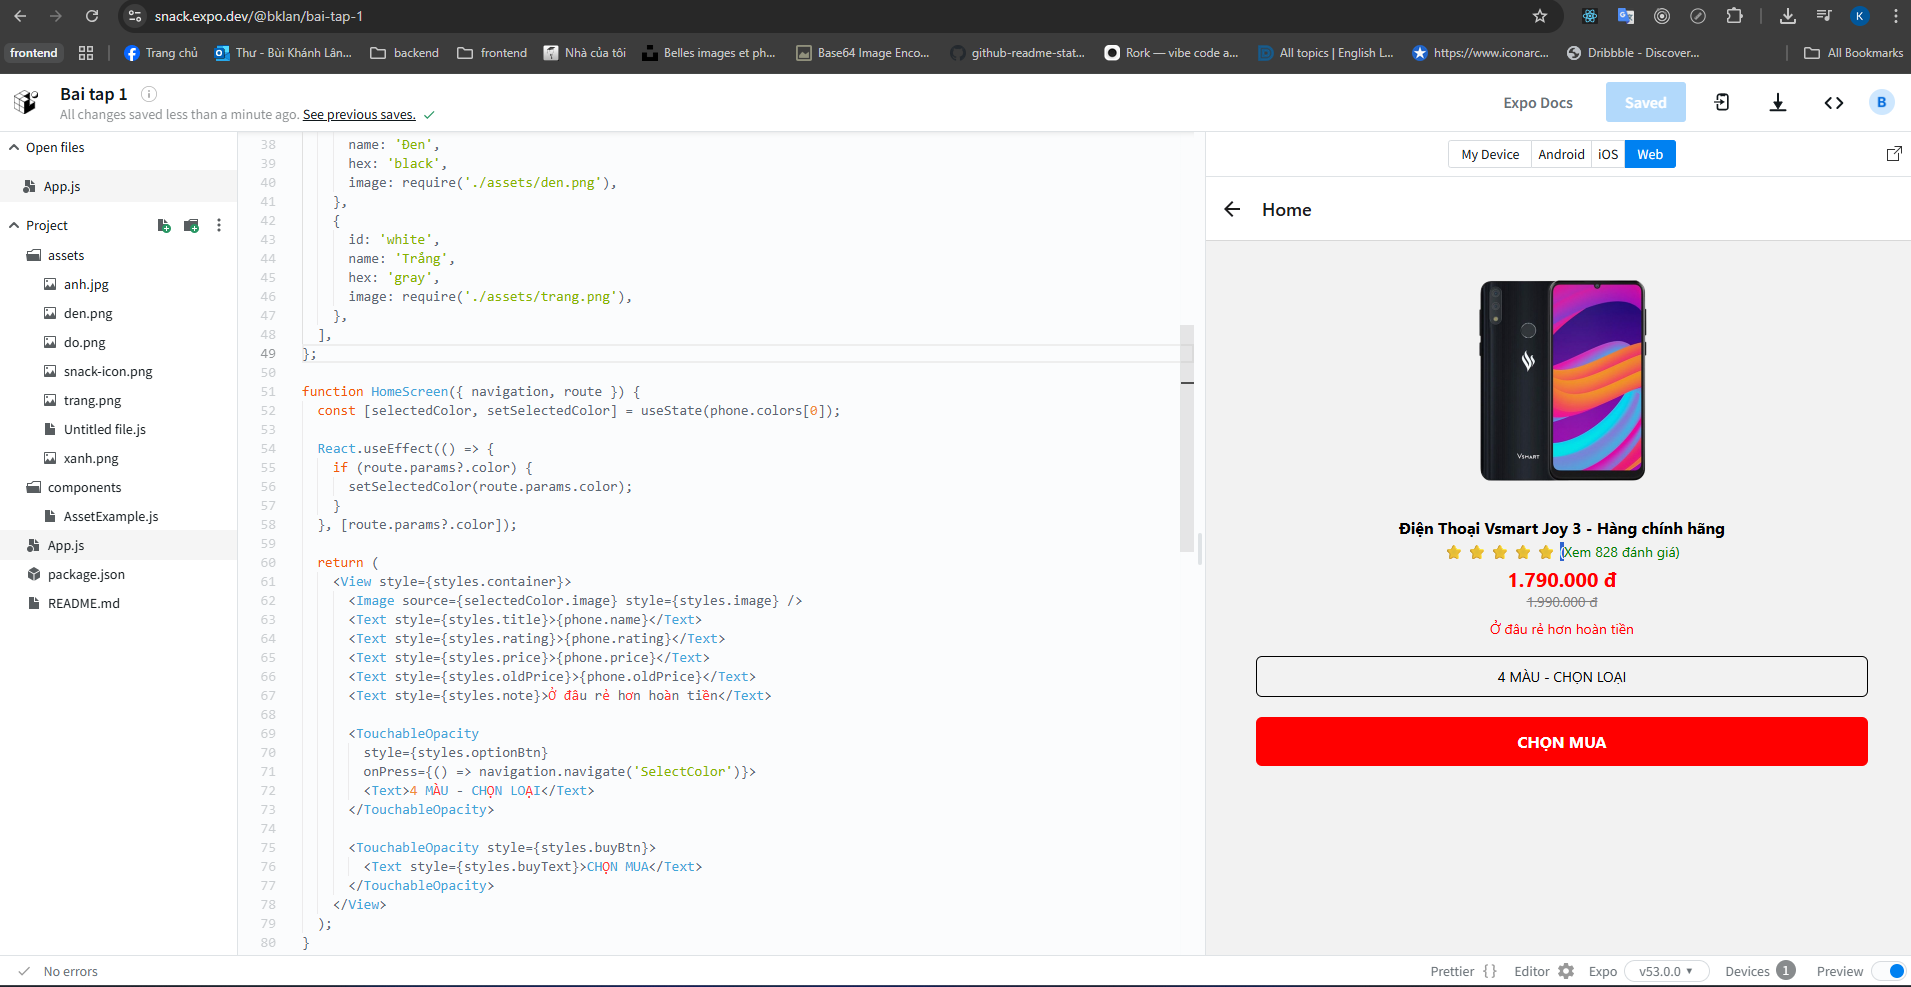 snack.expo.dev/@bklan/bai-tap-1
K
frontend
Trang chủ
Thư - Bùi Khánh Lân...
backend
frontend
Nhà của tôi
Belles images et ph...
Base64 Image Enco...
github-readme-stat...
Rork — vibe code a...
All topics | English L...
https://www.iconarc...
Dribbble - Discover...
All Bookmarks
Bai tap 1
All changes saved less than a minute ago. See previous saves.
Expo Docs
Saved
B
Open files
App.js
Project
assets
anh.jpg
den.png
do.png
snack-icon.png
trang.png
Untitled file.js
xanh.png
components
AssetExample.js
App.js
package.json
README.md
38 name: 'Đen',
39 hex: 'black',
40 image: require('./assets/den.png'),
41 },
42 {
43 id: 'white',
44 name: 'Trắng',
45 hex: 'gray',
46 image: require('./assets/trang.png'),
47 },
48 ],
49 };
50
51 function HomeScreen({ navigation, route }) {
52 const [selectedColor, setSelectedColor] = useState(phone.colors[0]);
53
54 React.useEffect(() => {
55 if (route.params?.color) {
56 setSelectedColor(route.params.color);
57 }
58 }, [route.params?.color]);
59
60 return (
61 <View style={styles.container}>
62 <Image source={selectedColor.image} style={styles.image} />
63 <Text style={styles.title}>{phone.name}</Text>
64 <Text style={styles.rating}>{phone.rating}</Text>
65 <Text style={styles.price}>{phone.price}</Text>
66 <Text style={styles.oldPrice}>{phone.oldPrice}</Text>
67 <Text style={styles.note}>Ở đâu rẻ hơn hoàn tiền</Text>
68
69 <TouchableOpacity
70 style={styles.optionBtn}
71 onPress={() => navigation.navigate('SelectColor')}>
72 <Text>4 MÀU - CHỌN LOẠI</Text>
73 </TouchableOpacity>
74
75 <TouchableOpacity style={styles.buyBtn}>
76 <Text style={styles.buyText}>CHỌN MUA</Text>
77 </TouchableOpacity>
78 </View>
79 );
80 }
My Device
Android
iOS
Web
Home
VSMART
Điện Thoại Vsmart Joy 3 - Hàng chính hãng
(Xem 828 đánh giá)
1.790.000 đ
1.990.000 đ
Ở đâu rẻ hơn hoàn tiền
4 MÀU - CHỌN LOẠI
CHỌN MUA
No errors
Prettier {}
Editor
Expo
v53.0.0
Devices 1
Preview